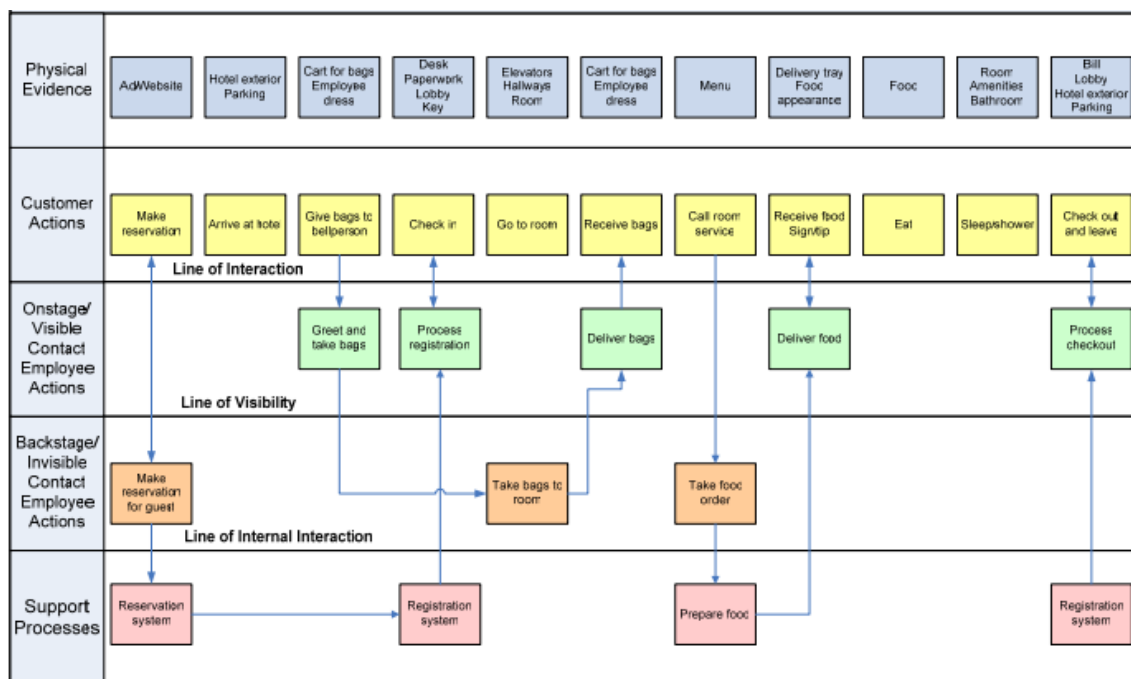 Physical
Evidence
Ad/Website
Hotel exterior
Parking
Cart for bags
Employee
dress
Desk
Paperwork
Lobby
Key
Elevators
Hallways
Room
Cart for bags
Employee
dress
Menu
Delivery tray
Food
appearance
Food
Room
Amenities
Bathroom
Bill
Lobby
Hotel exterior
Parking
Customer
Actions
Make
reservation
Arrive at hotel
Give bags to
bellperson
Check in
Go to room
Receive bags
Call room
service
Receive food
Sign/tip
Eat
Sleep/shower
Check out
and leave
Line of Interaction
Onstage/
Visible
Contact
Employee
Actions
Greet and
take bags
Process
registration
Deliver bags
Deliver food
Process
checkout
Line of Visibility
Backstage/
Invisible
Contact
Employee
Actions
Make
reservation
for guest
Take bags to
room
Take food
order
Line of Internal Interaction
Support
Processes
Reservation
system
Registration
system
Prepare food
Registration
system